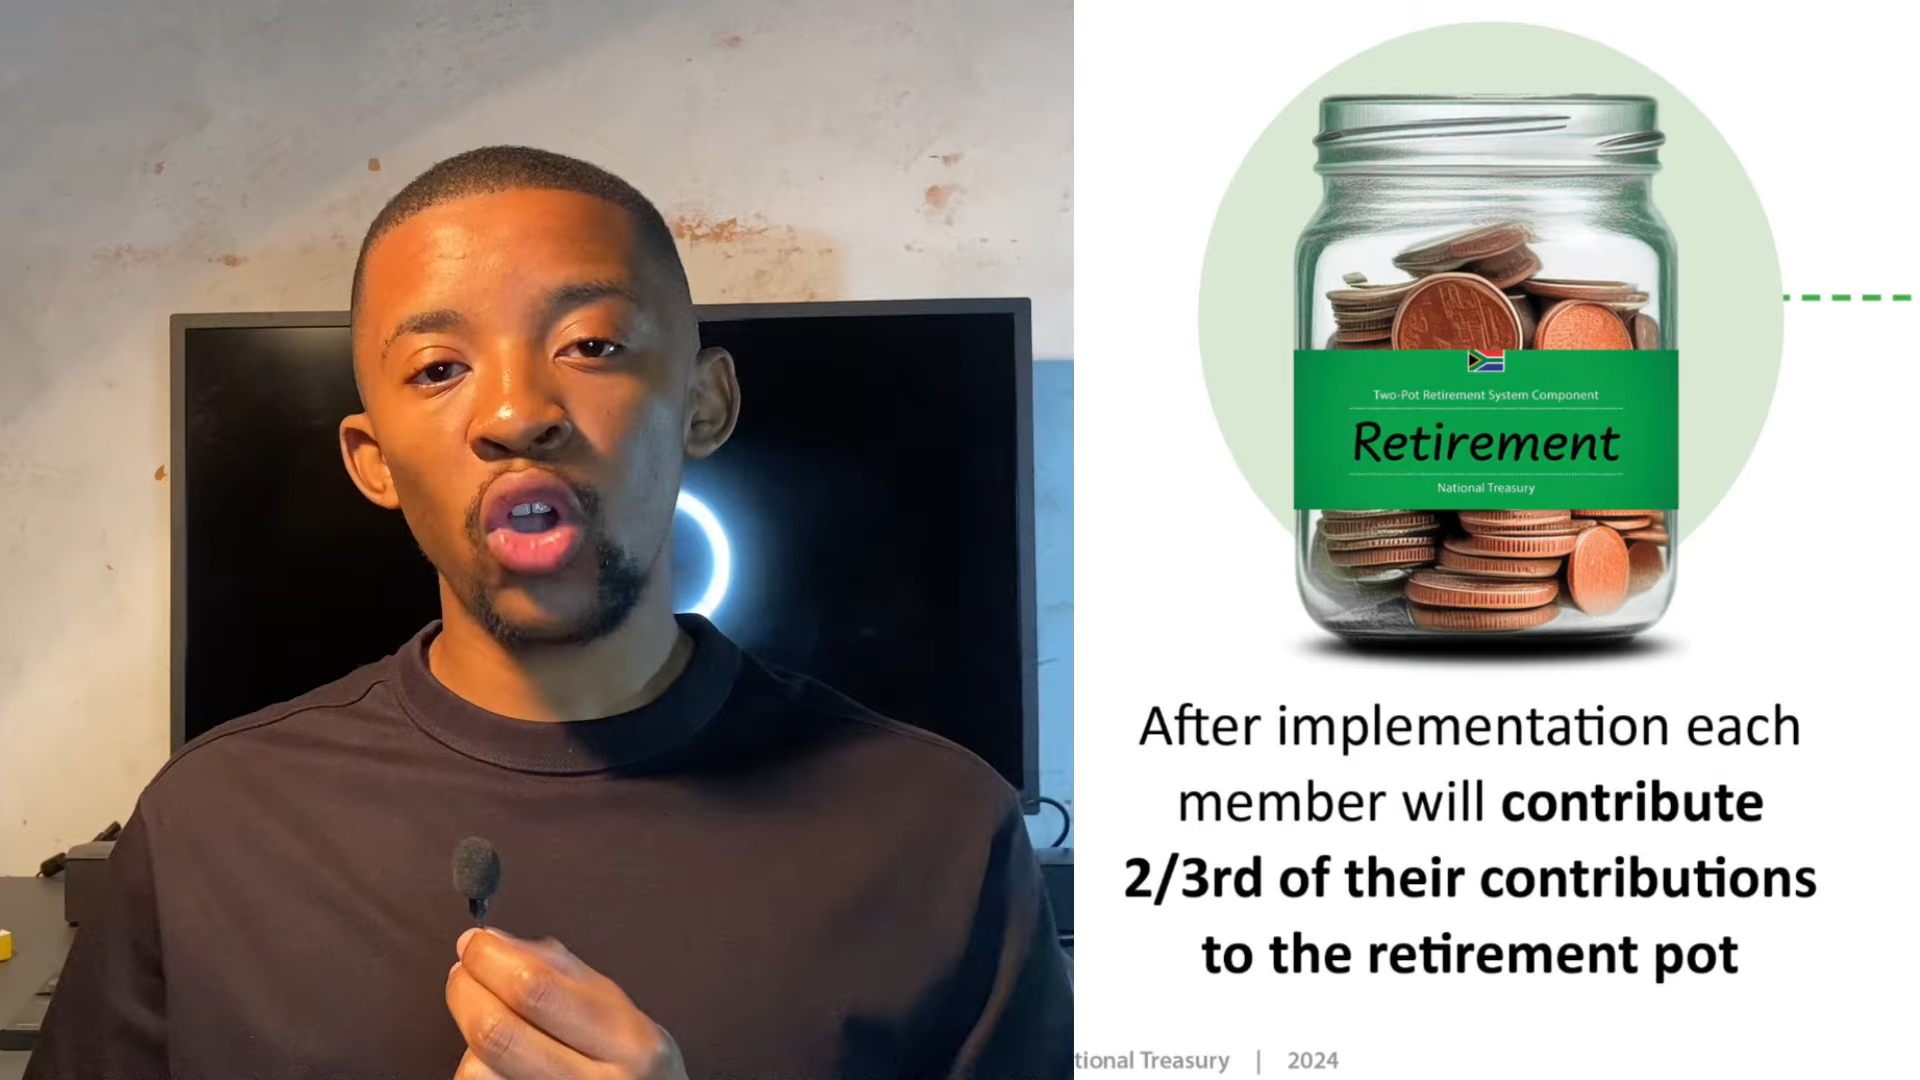 Two-Pot Retirement System Component
Retirement
National Treasury
After implementation each
member will contribute
2/3rd of their contributions
to the retirement pot
tional Treasury | 2024